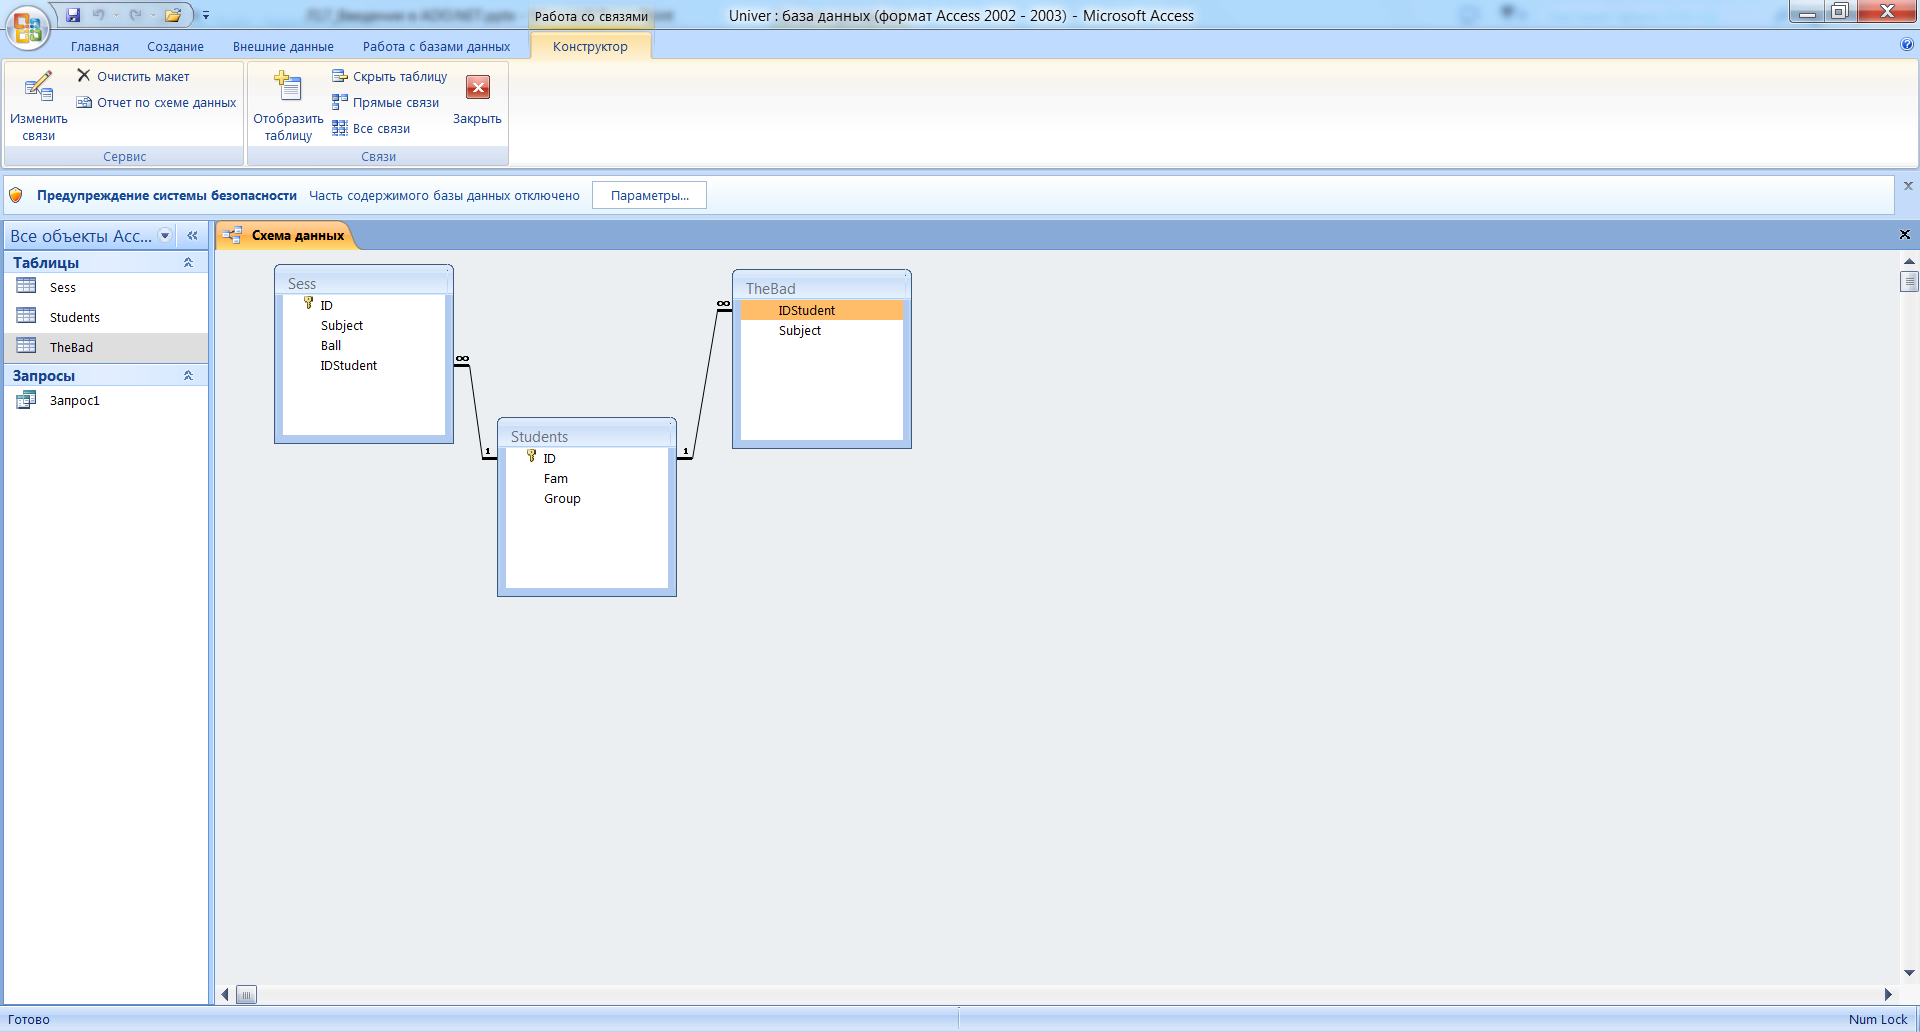 Работа со связями
Univer : база данных (формат Access 2002 - 2003) - Microsoft Access
Главная Создание Внешние данные Работа с базами данных Конструктор
Изменить связи
Очистить макет
Отчет по схеме данных
Сервис
Отобразить таблицу
Скрыть таблицу
Прямые связи
Все связи
Закрыть
Связи
Предупреждение системы безопасности Часть содержимого базы данных отключено Параметры...
Все объекты Acc...
Таблицы
Sess
Students
TheBad
Запросы
Запрос1
Схема данных
Sess
ID
Subject
Ball
IDStudent
∞
1
Students
ID
Fam
Group
1
∞
TheBad
IDStudent
Subject
Готово
Num Lock